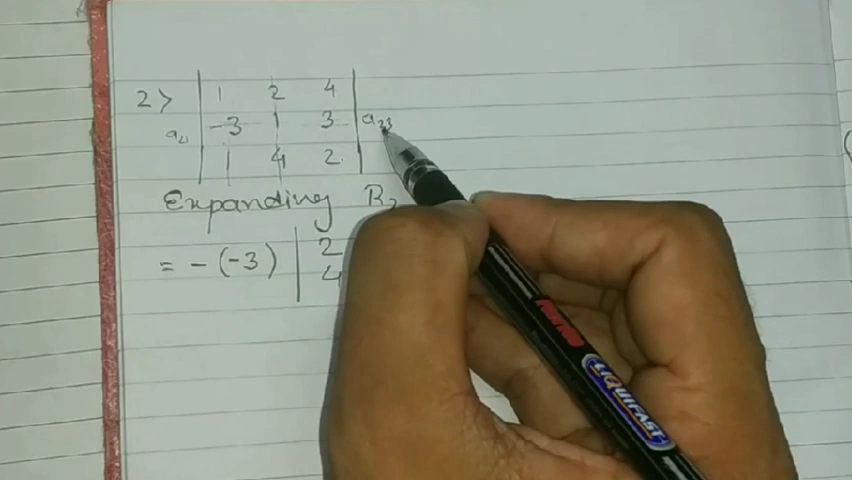 2> | 1 2 4 |
a₂₁ | -3 1 3 | a₂₃
| 1 4 2 |
Expanding R₂
= - (-3) | 2
4
LIQUIFAST